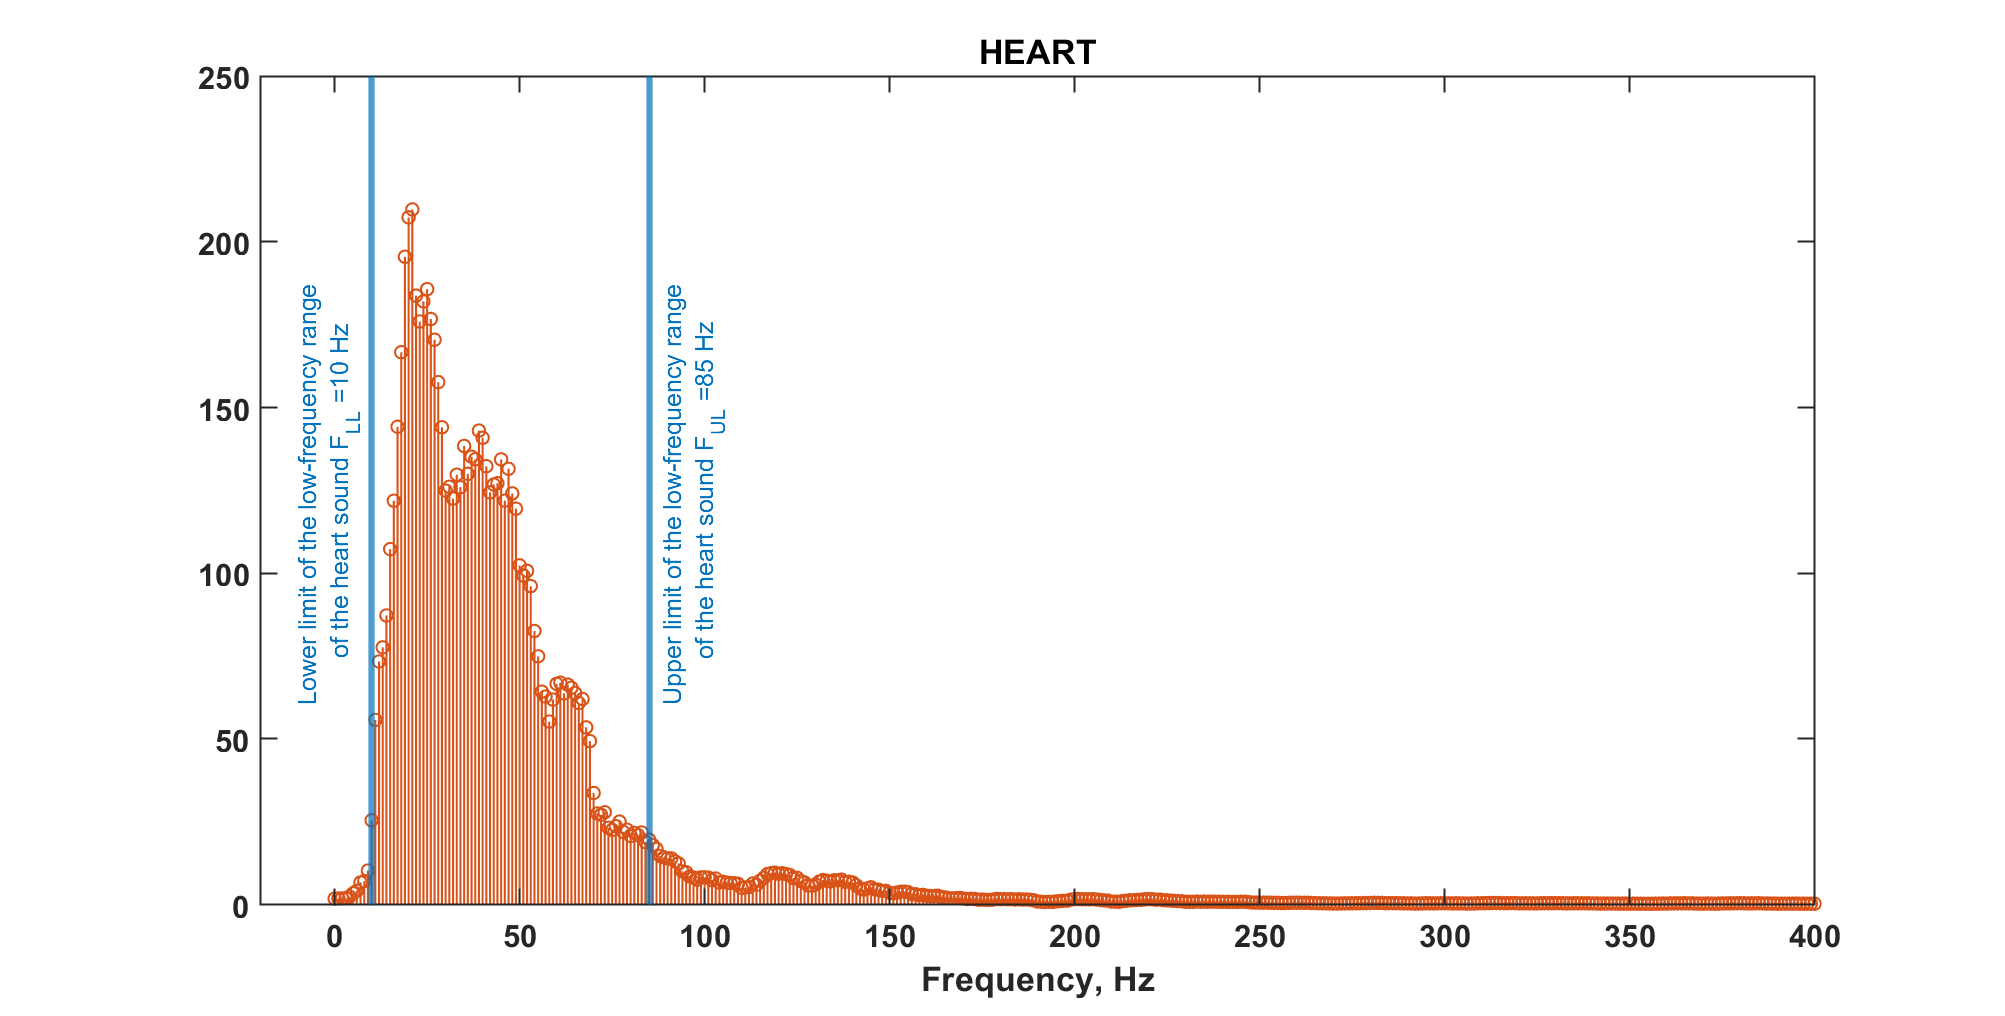 HEART
250
200
150
100
50
0
Lower limit of the low-frequency range
of the heart sound F_LL =10 Hz
Upper limit of the low-frequency range
of the heart sound F_UL =85 Hz
0 50 100 150 200 250 300 350 400
Frequency, Hz